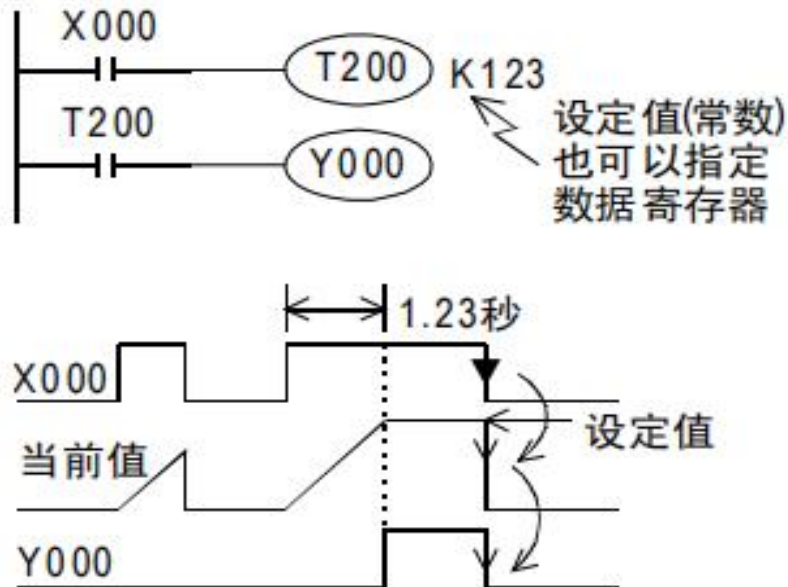 X000
T200 K123
T200
Y000
设定值(常数)
也可以指定
数据寄存器
1.23秒
X000
设定值
当前值
Y000